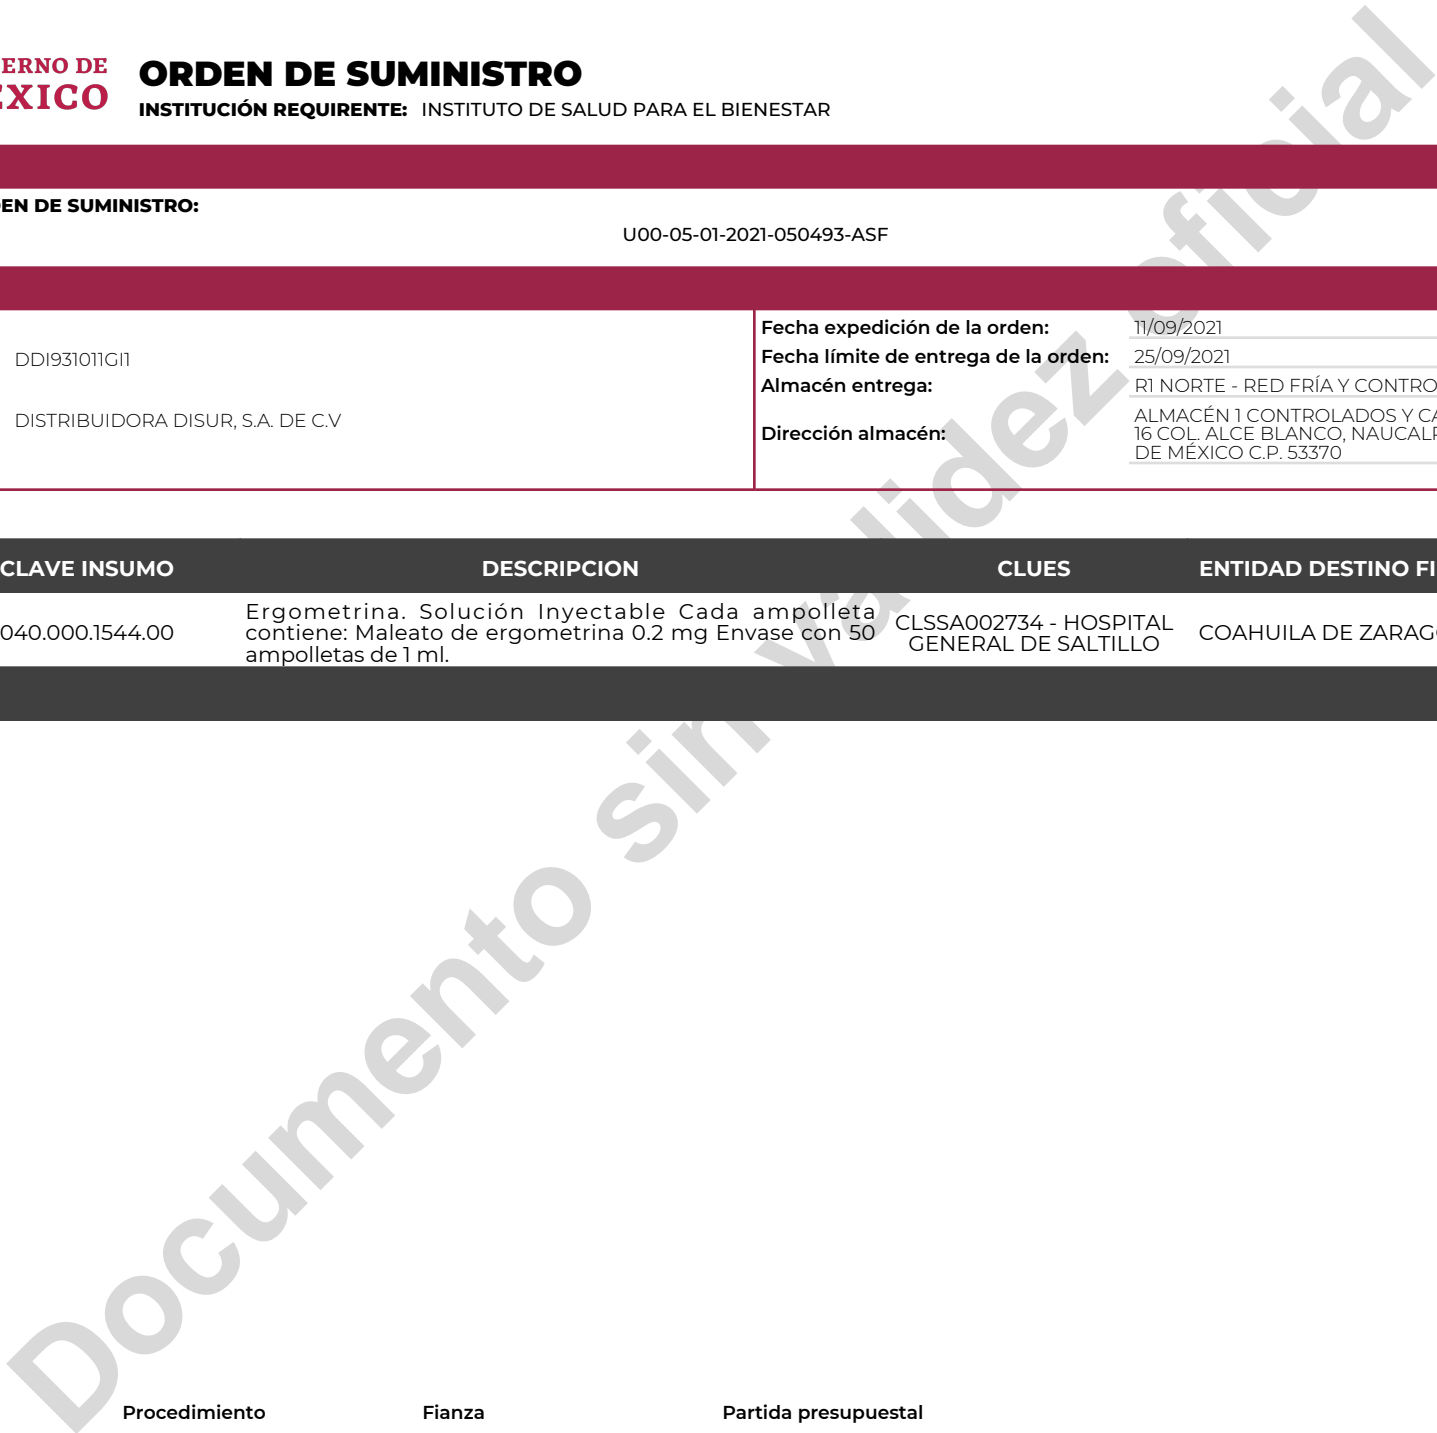 ERNO DE
ÉXICO
ORDEN DE SUMINISTRO
INSTITUCIÓN REQUIRENTE: INSTITUTO DE SALUD PARA EL BIENESTAR
EN DE SUMINISTRO:
U00-05-01-2021-050493-ASF
DDI931011GI1
DISTRIBUIDORA DISUR, S.A. DE C.V
Fecha expedición de la orden: 11/09/2021
Fecha límite de entrega de la orden: 25/09/2021
Almacén entrega: R1 NORTE - RED FRÍA Y CONTRO
Dirección almacén: ALMACÉN 1 CONTROLADOS Y CA
16 COL. ALCE BLANCO, NAUCALP
DE MÉXICO C.P. 53370
CLAVE INSUMO DESCRIPCION CLUES ENTIDAD DESTINO FI
040.000.1544.00
Ergometrina. Solución Inyectable Cada ampolleta
contiene: Maleato de ergometrina 0.2 mg Envase con 50
ampolletas de 1 ml.
CLSSA002734 - HOSPITAL
GENERAL DE SALTILLO
COAHUILA DE ZARAG
Procedimiento Fianza Partida presupuestal
Documento sin validez oficial